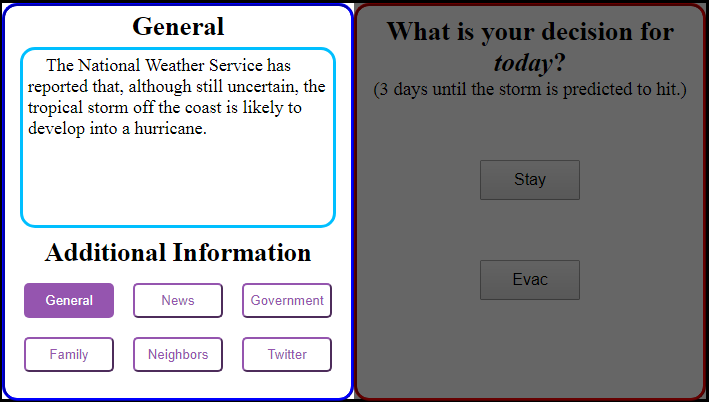 General
The National Weather Service has
reported that, although still uncertain, the
tropical storm off the coast is likely to
develop into a hurricane.
Additional Information
General
News
Government
Family
Neighbors
Twitter
What is your decision for
today?
(3 days until the storm is predicted to hit.)
Stay
Evac